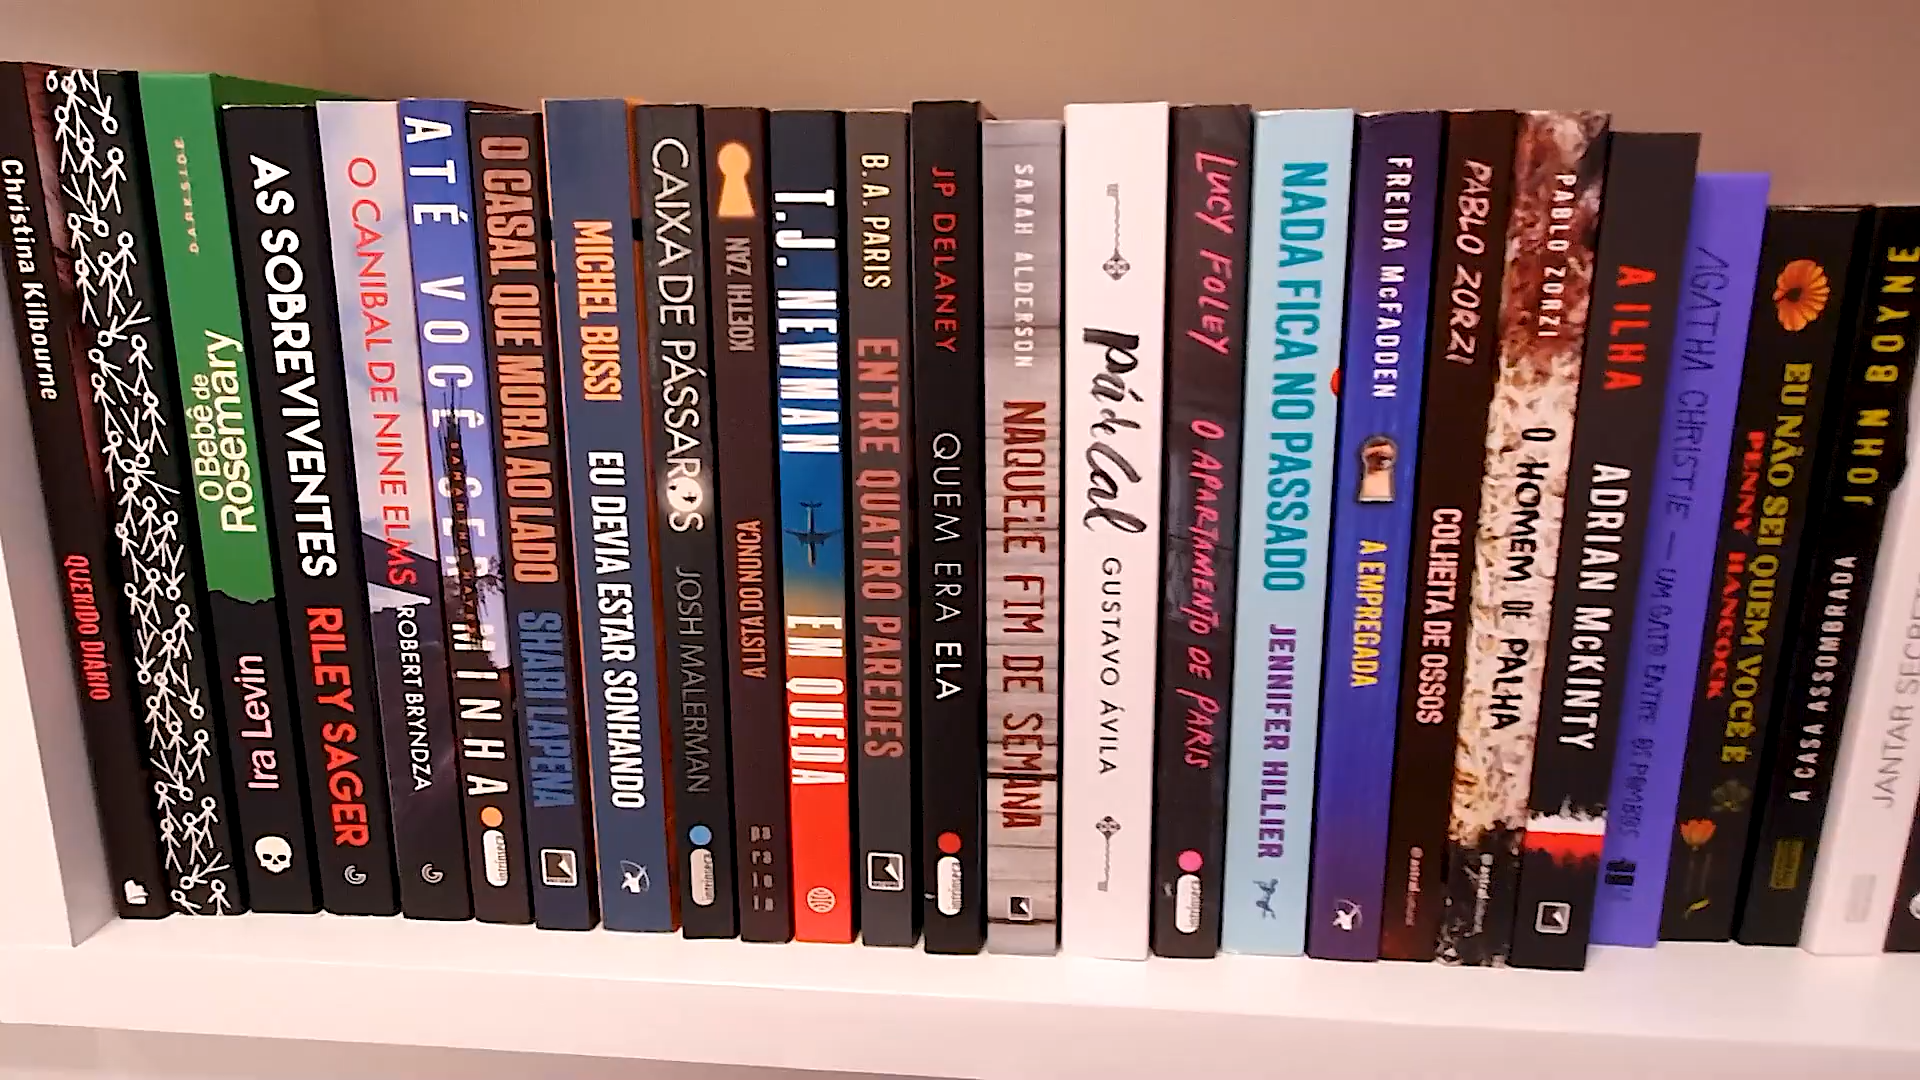 Christina Kilbourne
QUERIDO DIÁRIO
DARKSIDE
O Bebê de
Rosemary
Ira Levin
AS SOBREVIVENTES
RILEY SAGER
O CANIBAL DE NINE ELMS
ROBERT BRYNDZA
ATÉ VOCÊ SER MINHA
SAMANTHA HAYES
O CASAL QUE MORA AO LADO
SHARI LAPENA
MICHEL BUSSI
EU DEVIA ESTAR SONHANDO
CAIXA DE PÁSSAROS
JOSH MALERMAN
intrínseca
KOETHI ZAN
A LISTA DO NUNCA
T.J. NEWMAN
EM QUEDA
B. A. PARIS
ENTRE QUATRO PAREDES
JP DELANEY
QUEM ERA ELA
SARAH ALDERSON
NAQUELE FIM DE SEMANA
GUSTAVO ÁVILA
LUCY FOLEY
O APARTAMENTO DE PARIS
intrínseca
NADA FICA NO PASSADO
JENNIFER HILLIER
FREIDA McFADDEN
A EMPREGADA
PABLO ZORZI
COLHEITA DE OSSOS
PABLO ZORZI
O HOMEM DE PALHA
A ILHA
ADRIAN McKINTY
AGATHA CHRISTIE — UM GATO ENTRE OS POMBOS
EU NÃO SEI QUEM VOCÊ É
PENNY HANCOCK
JOHN BOYNE
A CASA ASSOMBRADA